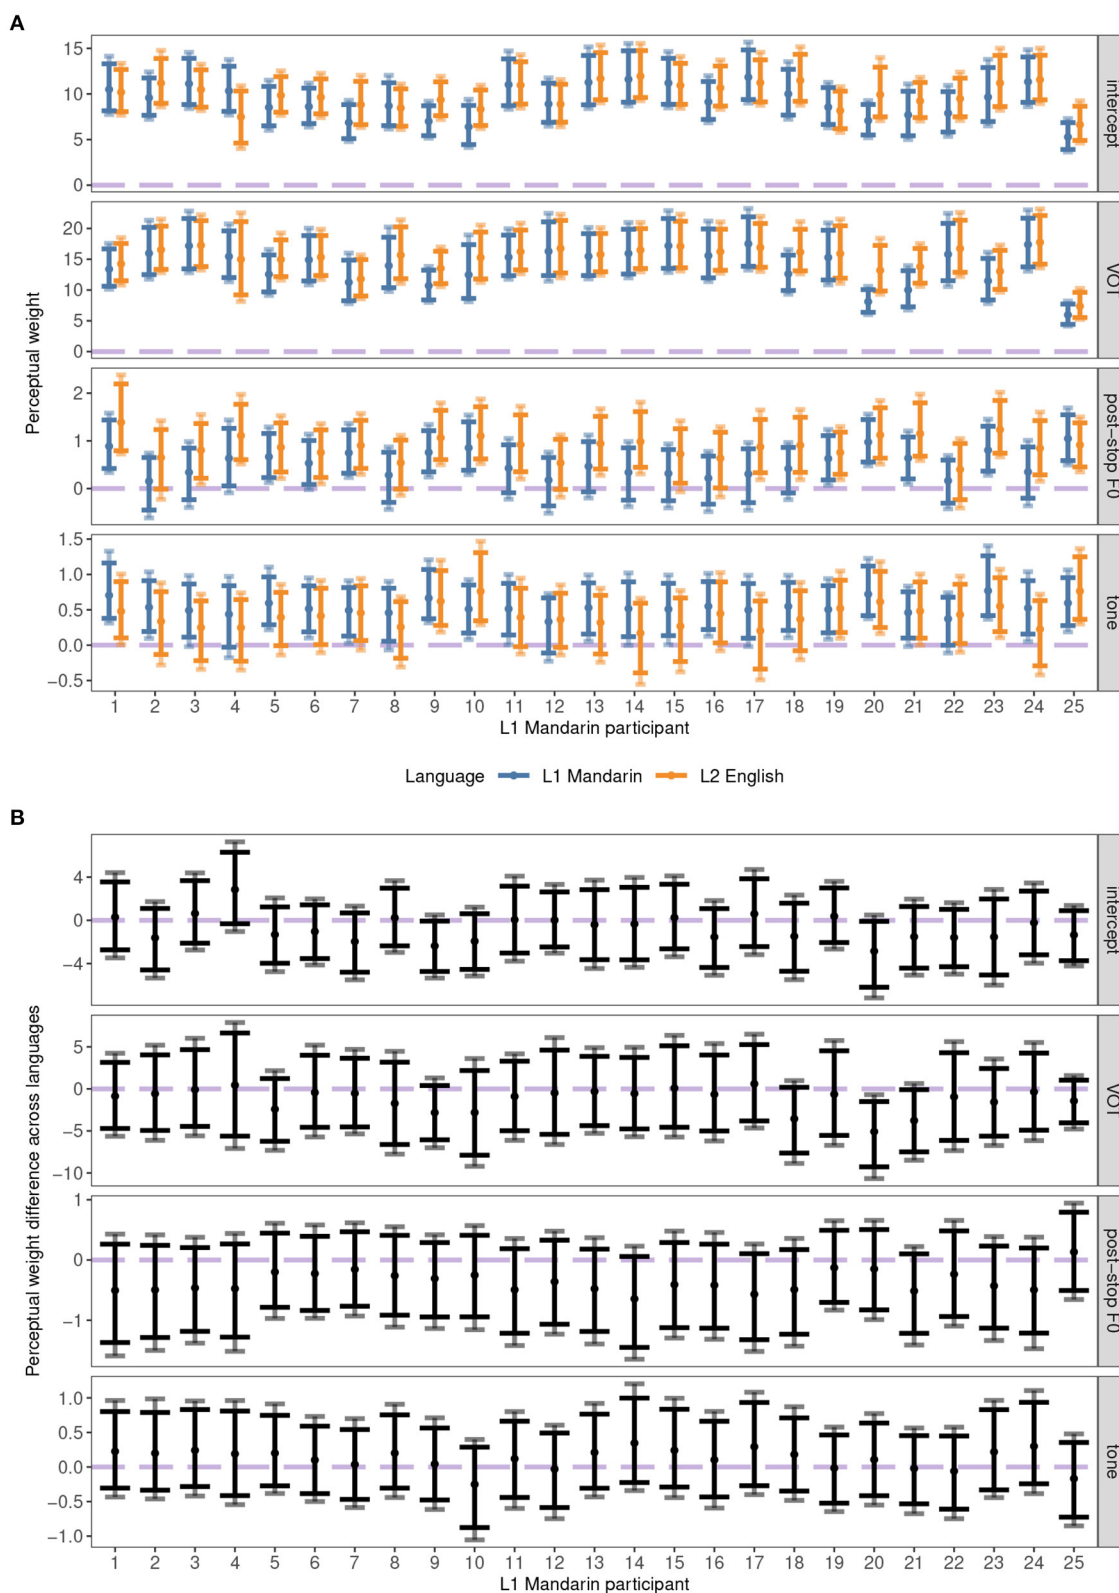 A
15
10
5
0
intercept
20
15
10
5
0
VOT
2
1
0
post-stop F0
1.5
1.0
0.5
0.0
−0.5
tone
Perceptual weight
1 2 3 4 5 6 7 8 9 10 11 12 13 14 15 16 17 18 19 20 21 22 23 24 25
L1 Mandarin participant
Language L1 Mandarin L2 English
B
4
0
−4
intercept
5
0
−5
−10
VOT
1
0
−1
post-stop F0
1.0
0.5
0.0
−0.5
−1.0
tone
Perceptual weight difference across languages
1 2 3 4 5 6 7 8 9 10 11 12 13 14 15 16 17 18 19 20 21 22 23 24 25
L1 Mandarin participant